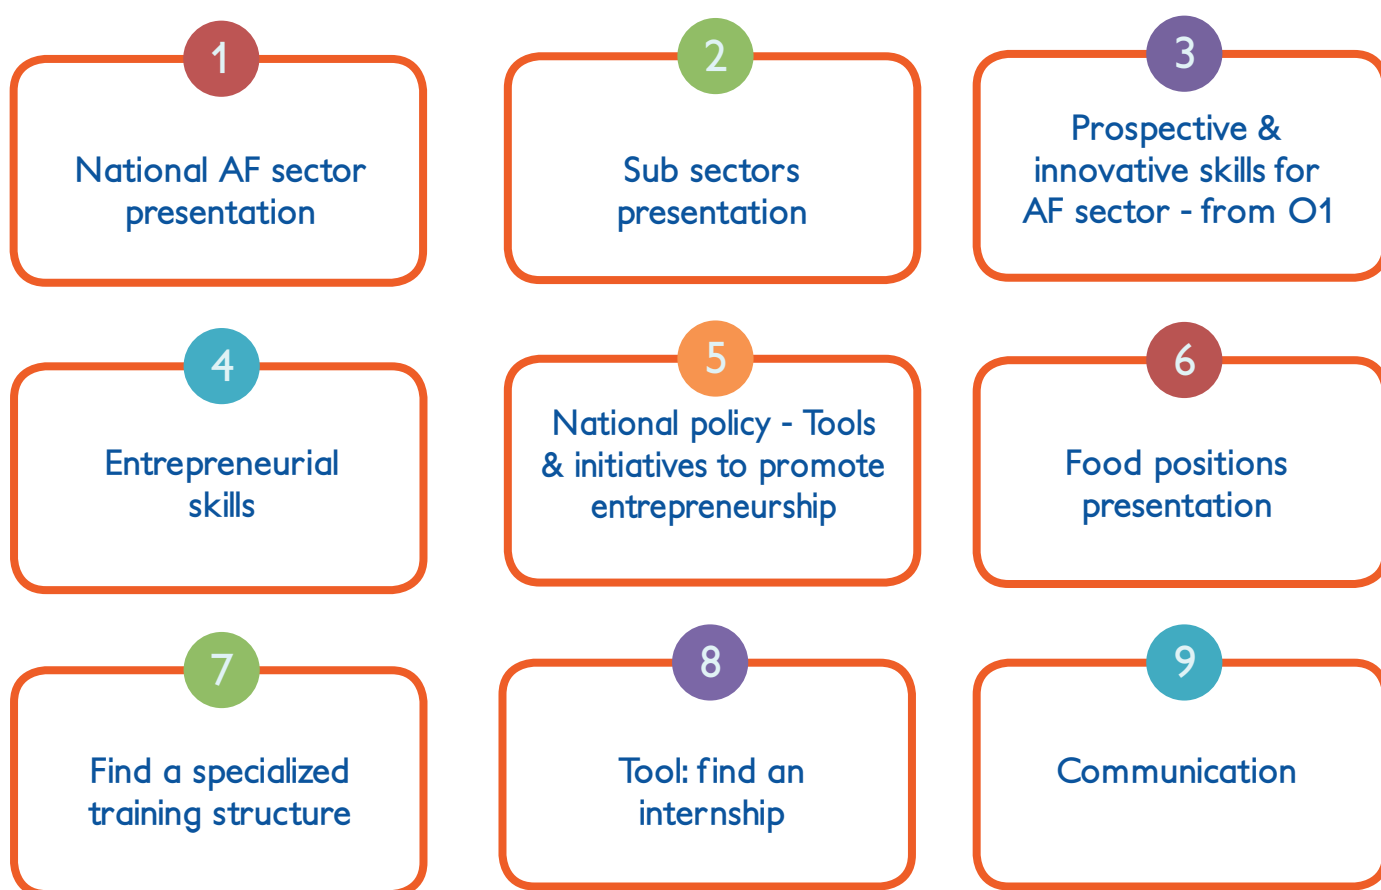 1
National AF sector
presentation
2
Sub sectors
presentation
3
Prospective &
innovative skills for
AF sector - from O1
4
Entrepreneurial
skills
5
National policy - Tools
& initiatives to promote
entrepreneurship
6
Food positions
presentation
7
Find a specialized
training structure
8
Tool: find an
internship
9
Communication